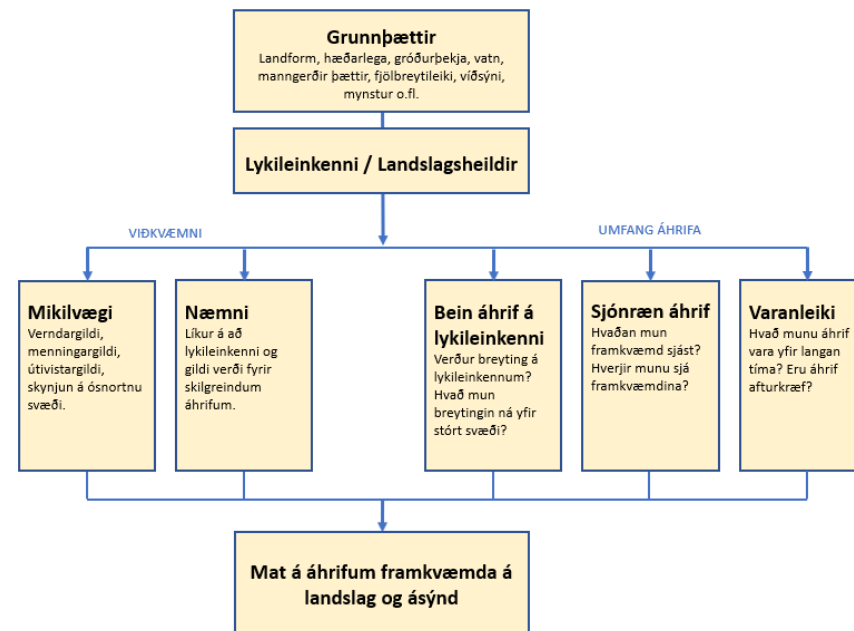 Grunnþættir
Landform, hæðarlega, gróðurþekja, vatn,
manngerðir þættir, fjölbreytileiki, víðsýni,
mynstur o.fl.
Lykileinkenni / Landslagsheildir
VIÐKVÆMNI
UMFANG ÁHRIFA
Mikilvægi
Verndargildi,
menningargildi,
útivistargildi,
skynjun á ósnortnu
svæði.
Næmni
Líkur á að
lykileinkenni og
gildi verði fyrir
skilgreindum
áhrifum.
Bein áhrif á
lykileinkenni
Verður breyting á
lykileinkennum?
Hvað mun
breytingin ná yfir
stórt svæði?
Sjónræn áhrif
Hvaðan mun
framkvæmd sjást?
Hverjir munu sjá
framkvæmdina?
Varanleiki
Hvað munu áhrif
vara yfir langan
tíma? Eru áhrif
afturkræf?
Mat á áhrifum framkvæmda á
landslag og ásýnd